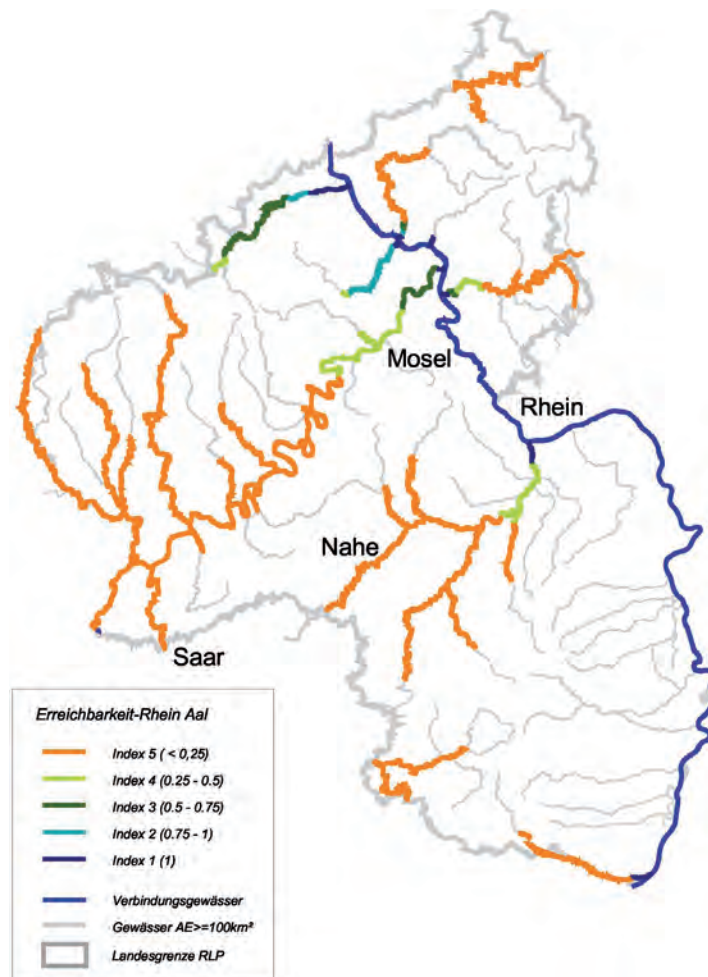 Mosel
Rhein
Nahe
Saar
Erreichbarkeit-Rhein Aal
Index 5 ( < 0,25)
Index 4 (0.25 - 0.5)
Index 3 (0.5 - 0.75)
Index 2 (0.75 - 1)
Index 1 (1)
Verbindungsgewässer
Gewässer AE>=100km²
Landesgrenze RLP